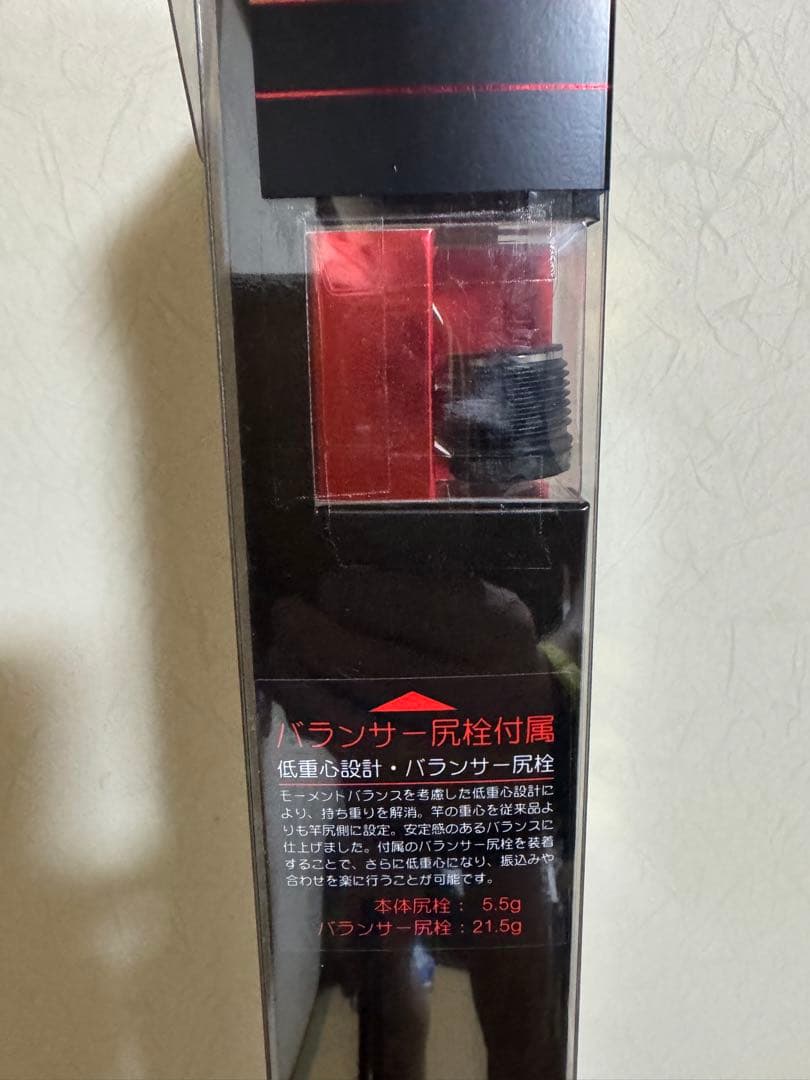 バランサー尻栓付属
低重心設計・バランサー尻栓
モーメントバランスを考慮した低重心設計に
より、持ち重りを解消。竿の重心を従来品よ
りも竿尻側に設定。安定感のあるバランスに
仕上げました。付属のバランサー尻栓を装着
することで、さらに低重心になり、振込みや
合わせを楽に行うことが可能です。
本体尻栓： 5.5g
バランサー尻栓：21.5g